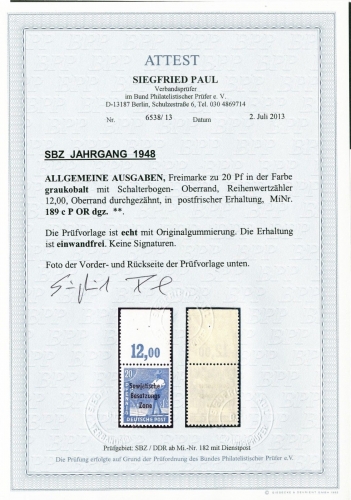 ATTEST
SIEGFRIED PAUL
Verbandsprüfer
im Bund Philatelistischer Prüfer e. V.
D-13187 Berlin, Schulzestraße 6, Tel. 030 4869714
Nr. 6538/13 Datum 2. Juli 2013
SBZ JAHRGANG 1948
ALLGEMEINE AUSGABEN, Freimarke zu 20 Pf in der Farbe
graukobalt mit Schalterbogen- Oberrand, Reihenwertzähler
12,00, Oberrand durchgezähnt, in postfrischer Erhaltung, MiNr.
189 c P OR dgz. **.
Die Prüfvorlage ist echt mit Originalgummierung. Die Erhaltung
ist einwandfrei. Keine Signaturen.
Foto der Vorder- und Rückseite der Prüfvorlage unten.
12,00
20
Sowjetische
Besatzungs
Zone
DEUTSCHE POST
Prüfgebiet: SBZ / DDR ab Mi.-Nr. 182 mit Dienstpost
Die Prüfung erfolgte auf Grund der Prüfordnung des Bundes Philatelistischer Prüfer e.V.